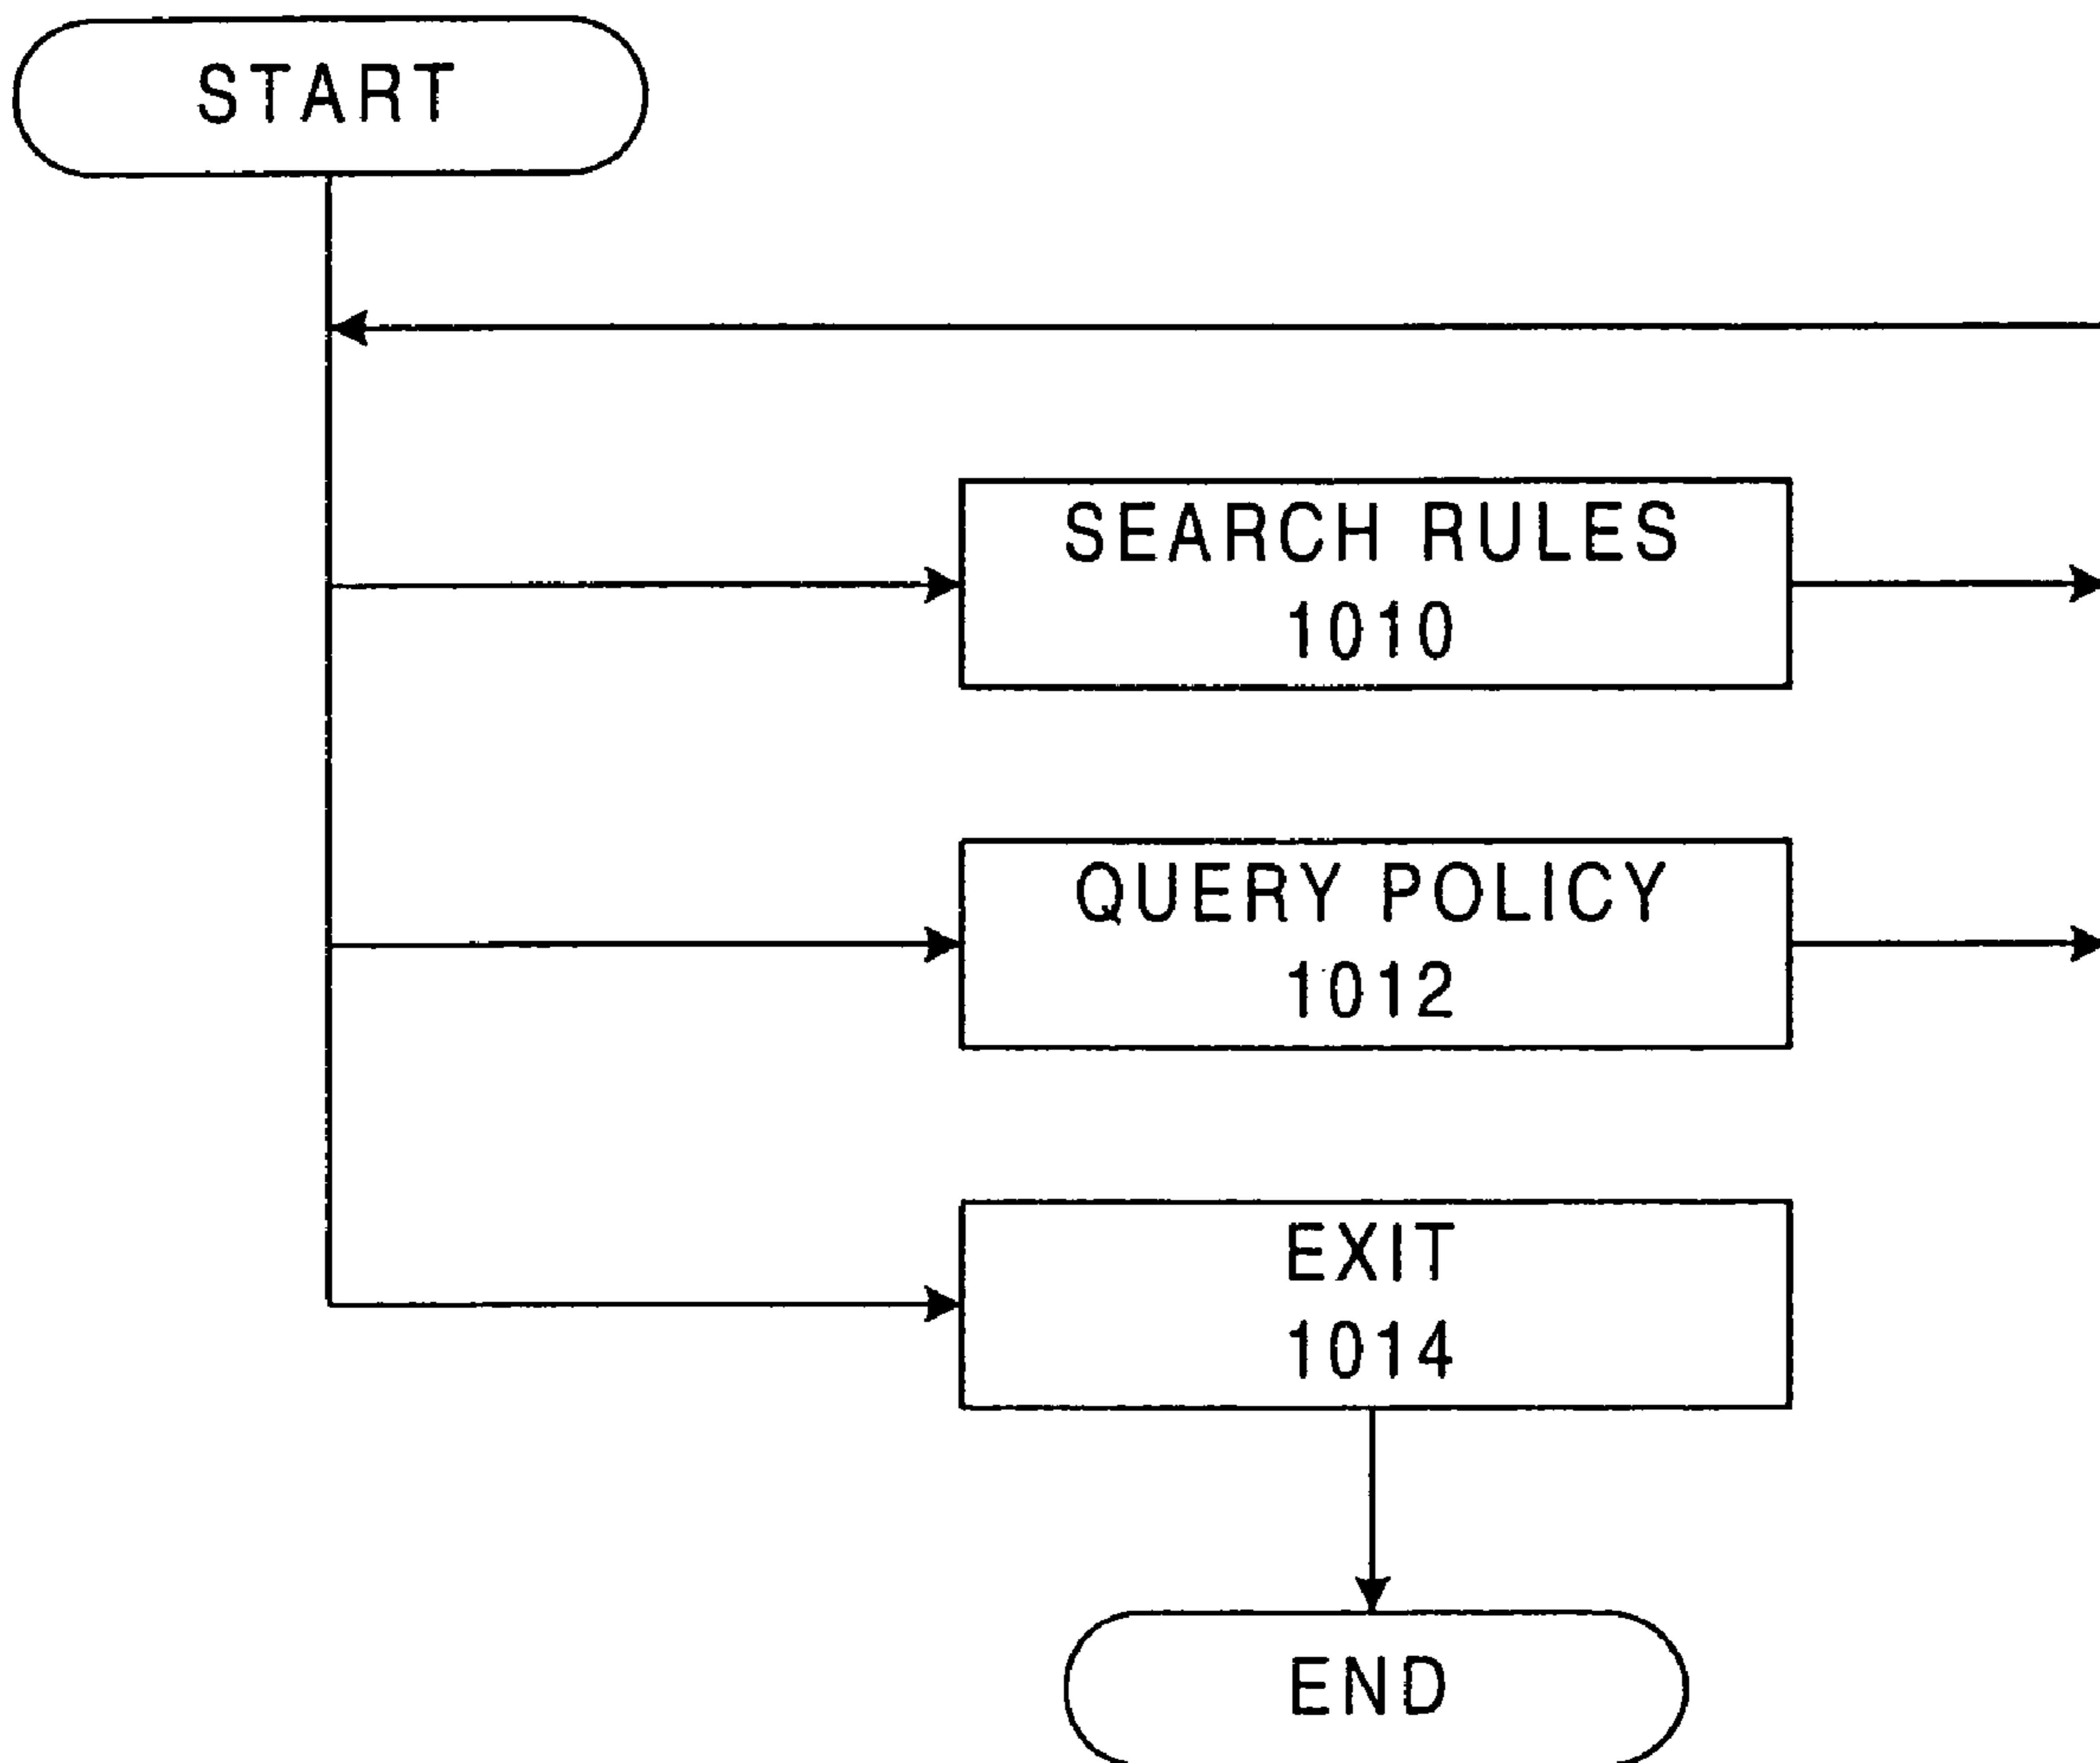 START
SEARCH RULES
1010
QUERY POLICY
1012
EXIT
1014
END